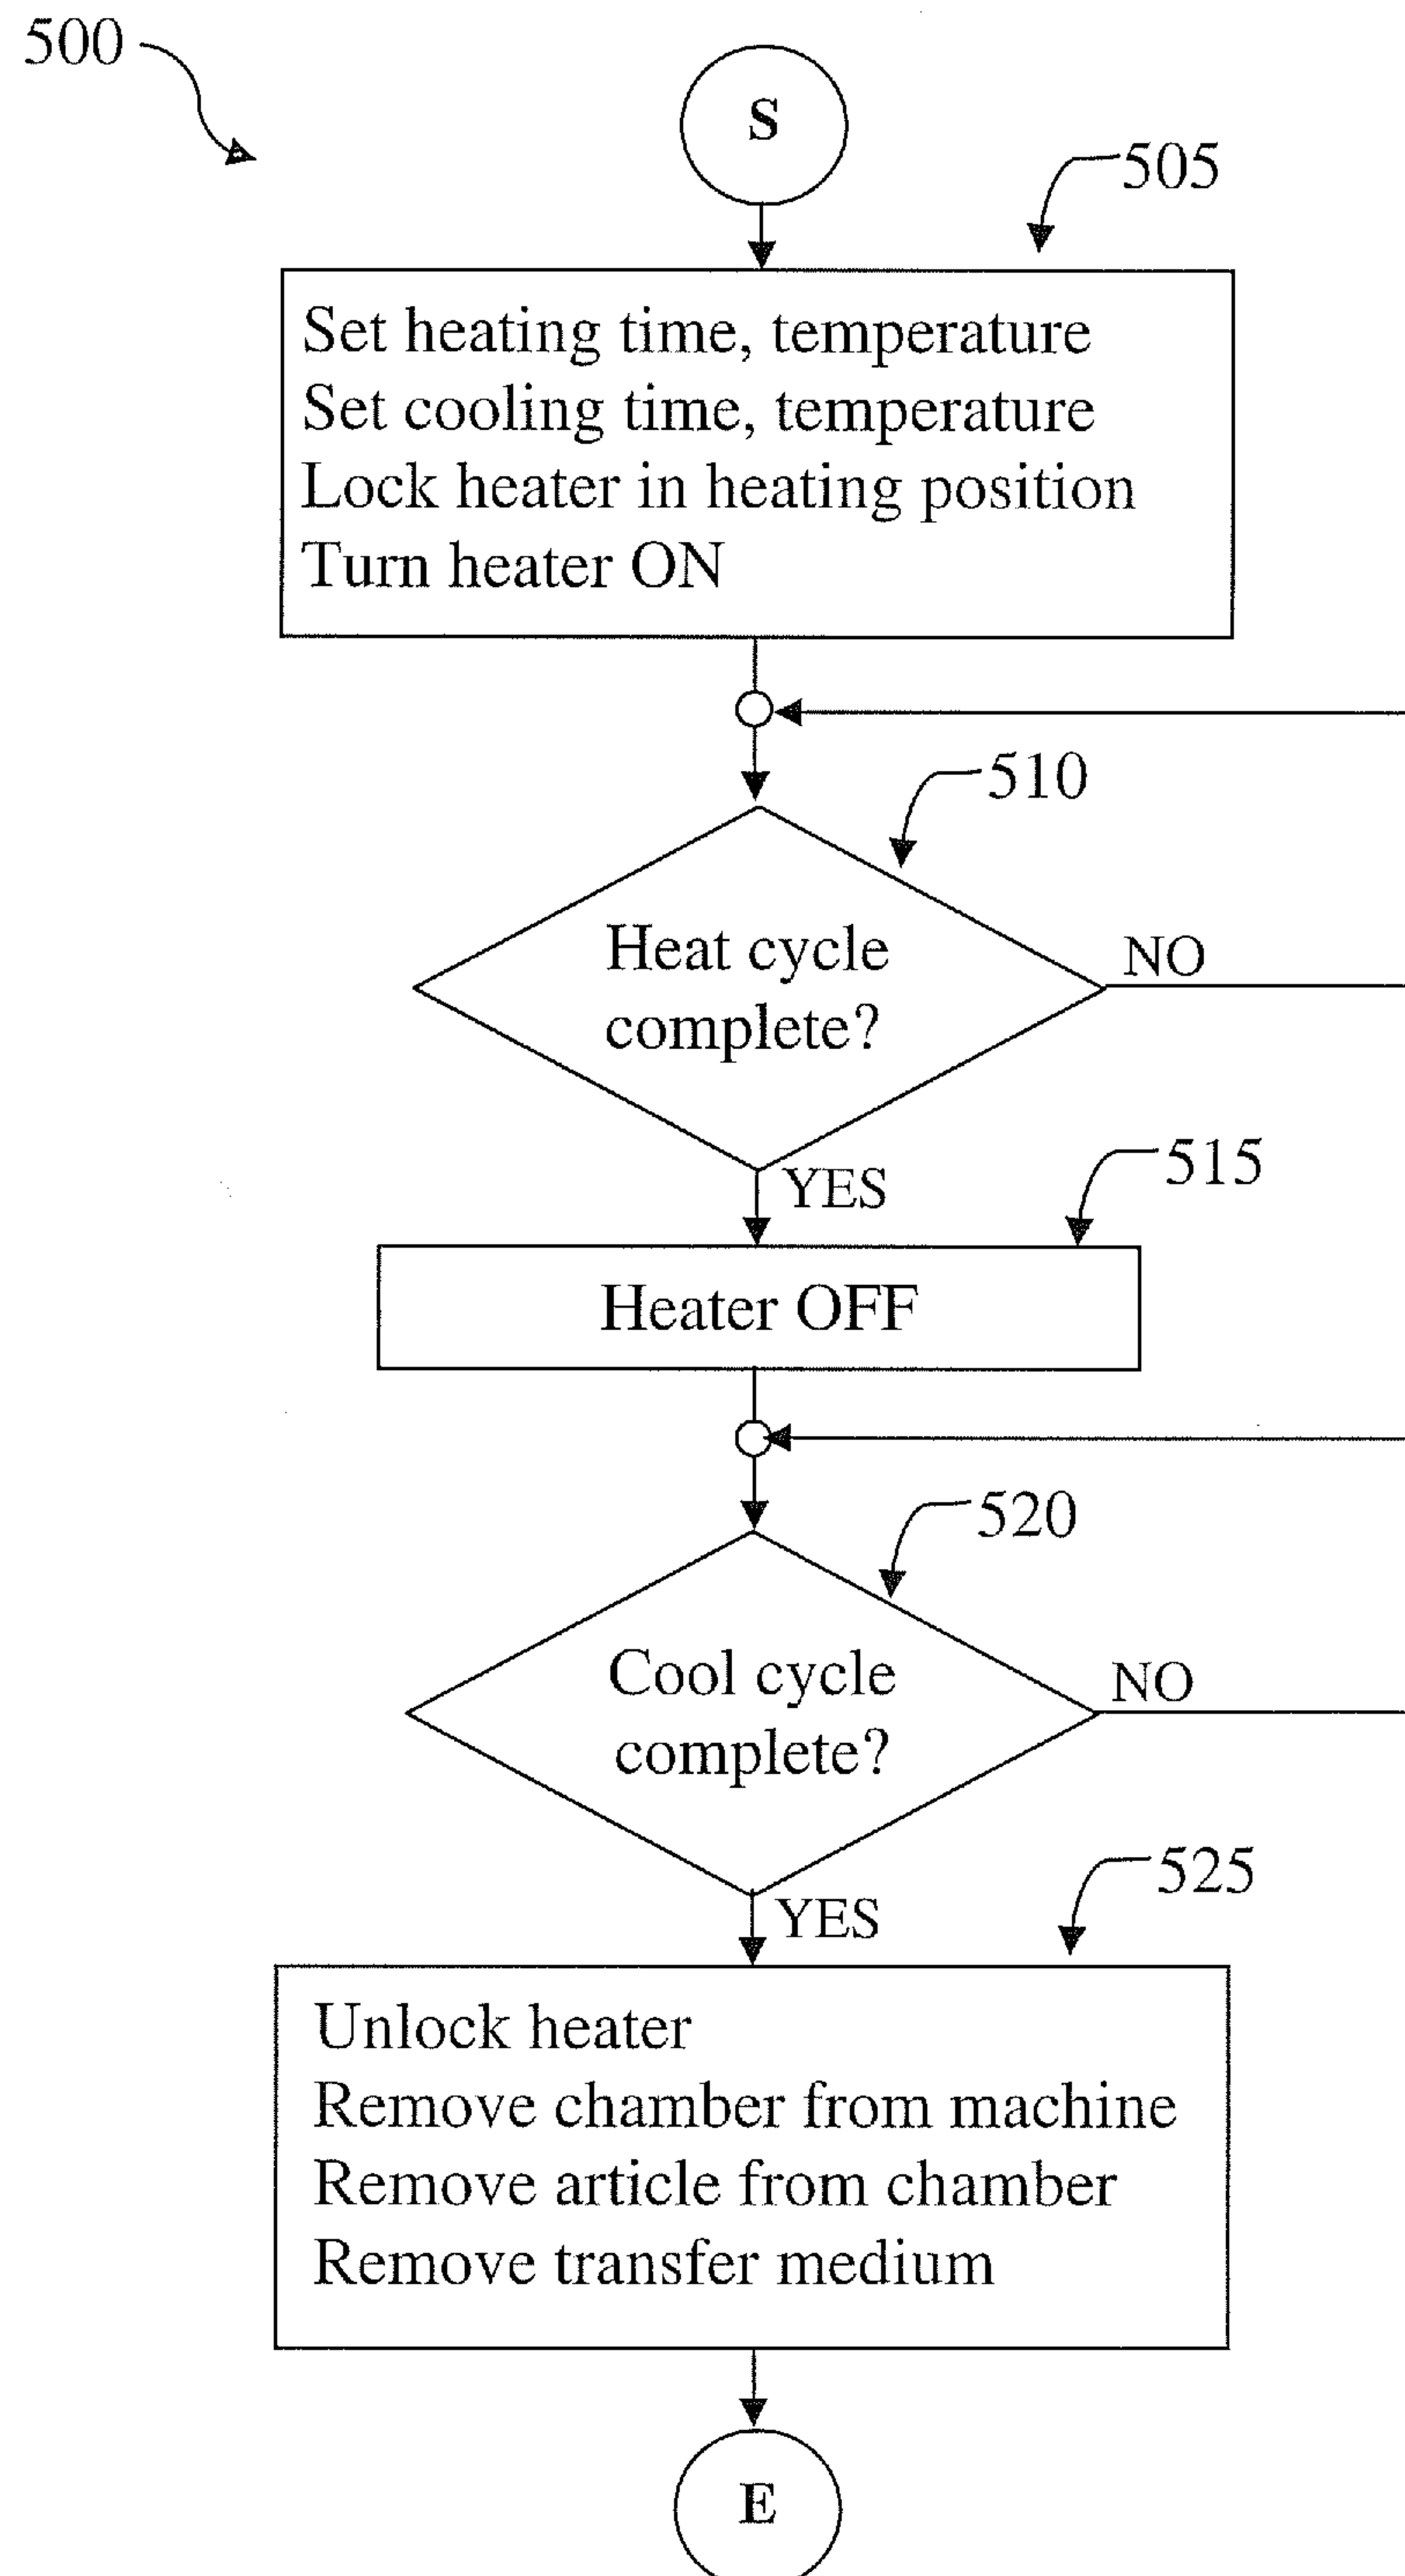 500
S
505
Set heating time, temperature
Set cooling time, temperature
Lock heater in heating position
Turn heater ON
510
Heat cycle
complete?
NO
YES
515
Heater OFF
520
Cool cycle
complete?
NO
YES
525
Unlock heater
Remove chamber from machine
Remove article from chamber
Remove transfer medium
E